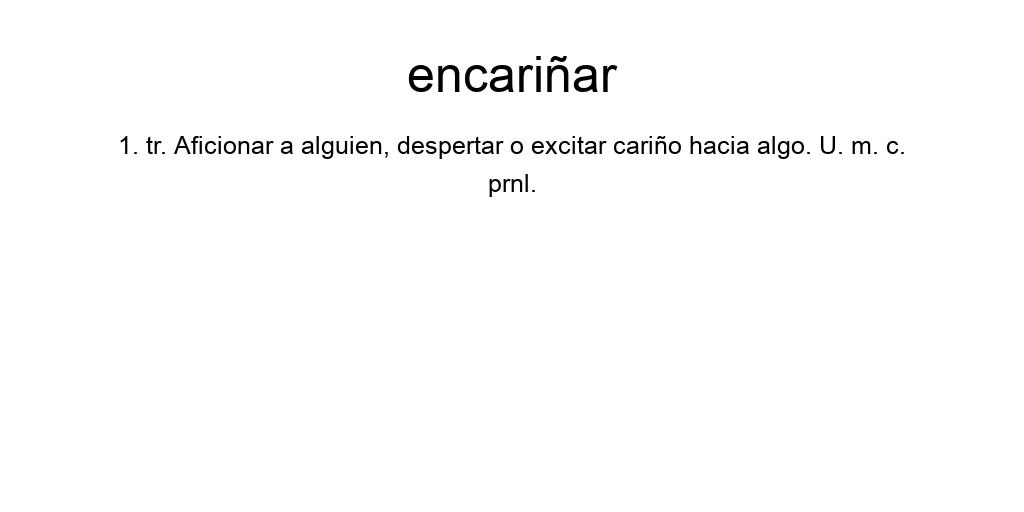 encariñar
1. tr. Aficionar a alguien, despertar o excitar cariño hacia algo. U. m. c.
prnl.